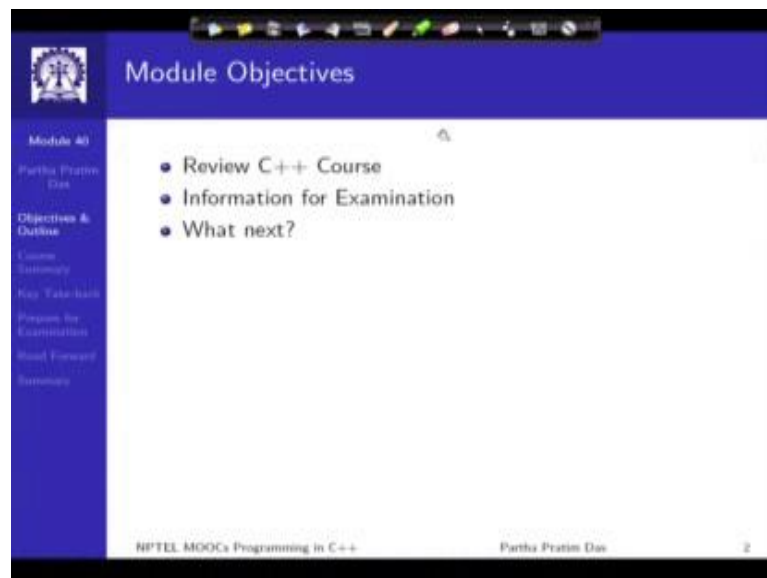 Module Objectives
Module 40
Partha Pratim
Das
Objectives &
Outline
Course
Summary
Key Take-back
Prepare for
Examination
Road Forward
Summary
Review C++ Course
Information for Examination
What next?
NPTEL MOOCs Programming in C++
Partha Pratim Das
2